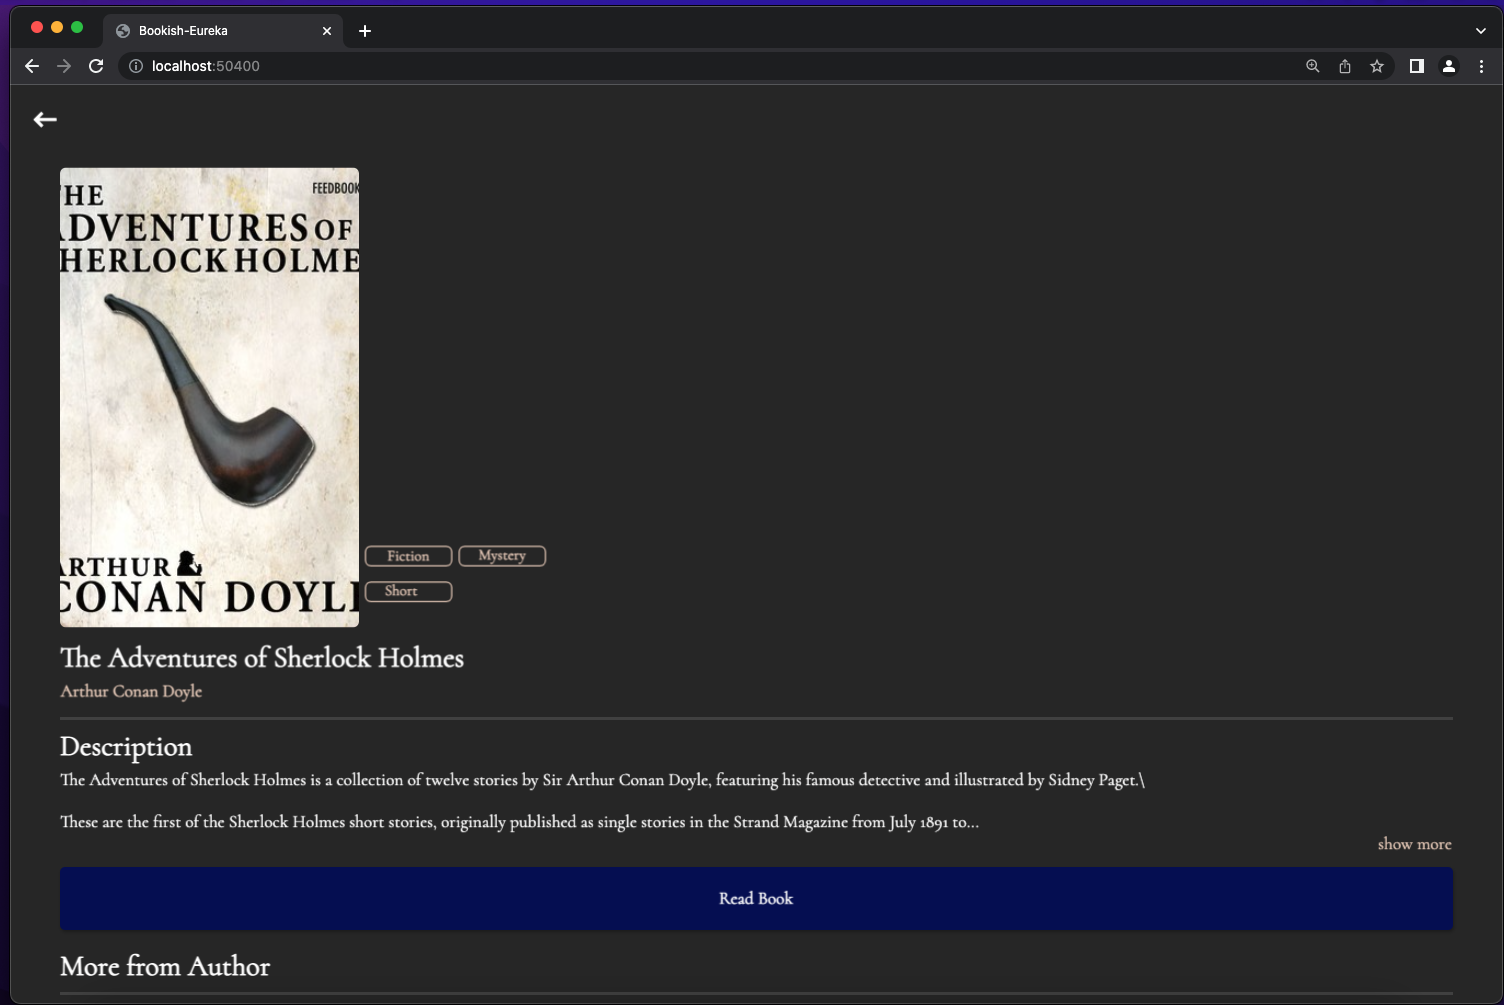 Bookish-Eureka
localhost:50400
HE
FEEDBOOK
ADVENTURES OF
HERLOCK HOLME
ARTHUR
CONAN DOYL
Fiction
Mystery
Short
The Adventures of Sherlock Holmes
Arthur Conan Doyle
Description
The Adventures of Sherlock Holmes is a collection of twelve stories by Sir Arthur Conan Doyle, featuring his famous detective and illustrated by Sidney Paget.\
These are the first of the Sherlock Holmes short stories, originally published as single stories in the Strand Magazine from July 1891 to...
show more
Read Book
More from Author